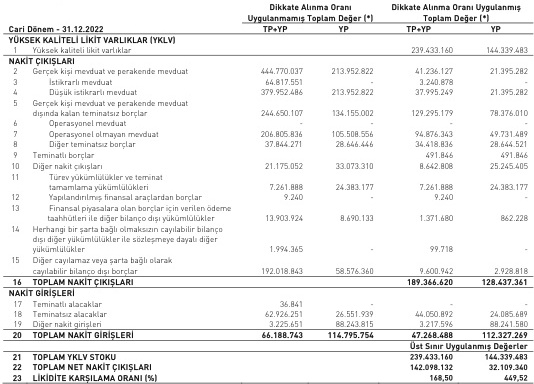 Dikkate Alınma Oranı Dikkate Alınma Oranı Uygulanmış
Uygulanmamış Toplam Değer (*) Toplam Değer (*)
Cari Dönem - 31.12.2022 TP+YP YP TP+YP YP
YÜKSEK KALİTELİ LİKİT VARLIKLAR (YKLV)
1 Yüksek kaliteli likit varlıklar 239.433.160 144.339.483
NAKİT ÇIKIŞLARI
2 Gerçek kişi mevduat ve perakende mevduat 444.770.037 213.952.822 41.236.127 21.395.282
3 İstikrarlı mevduat 64.817.551 - 3.240.878 -
4 Düşük istikrarlı mevduat 379.952.486 213.952.822 37.995.249 21.395.282
5 Gerçek kişi mevduat ve perakende mevduat
dışında kalan teminatsız borçlar 244.650.107 134.155.002 129.295.179 78.376.010
6 Operasyonel mevduat - - - -
7 Operasyonel olmayan mevduat 206.805.836 105.508.556 94.876.343 49.731.489
8 Diğer teminatsız borçlar 37.844.271 28.646.446 34.418.836 28.644.521
9 Teminatlı borçlar 491.846 491.846
10 Diğer nakit çıkışları 21.175.052 33.073.310 8.642.808 25.245.405
11 Türev yükümlülükler ve teminat
tamamlama yükümlülükleri 7.261.888 24.383.177 7.261.888 24.383.177
12 Yapılandırılmış finansal araçlardan borçlar 9.240 - 9.240 -
13 Finansal piyasalara olan borçlar için verilen ödeme
taahhütleri ile diğer bilanço dışı yükümlülükler 13.903.924 8.690.133 1.371.680 862.228
14 Herhangi bir şarta bağlı olmaksızın cayılabilir bilanço
dışı diğer yükümlülükler ile sözleşmeye dayalı diğer
yükümlülükler 1.994.365 - 99.718 -
15 Diğer cayılamaz veya şarta bağlı olarak
cayılabilir bilanço dışı borçlar 192.018.843 58.576.360 9.600.942 2.928.818
16 TOPLAM NAKİT ÇIKIŞLARI 189.366.620 128.437.361
NAKİT GİRİŞLERİ
17 Teminatlı alacaklar 36.841 - - -
18 Teminatsız alacaklar 62.926.251 26.551.939 44.050.892 24.085.689
19 Diğer nakit girişleri 3.225.651 88.243.815 3.217.596 88.241.580
20 TOPLAM NAKİT GİRİŞLERİ 66.188.743 114.795.754 47.268.488 112.327.269
Üst Sınır Uygulanmış Değerler
21 TOPLAM YKLV STOKU 239.433.160 144.339.483
22 TOPLAM NET NAKİT ÇIKIŞLARI 142.098.132 32.109.340
23 LİKİDİTE KARŞILAMA ORANI (%) 168,50 449,52